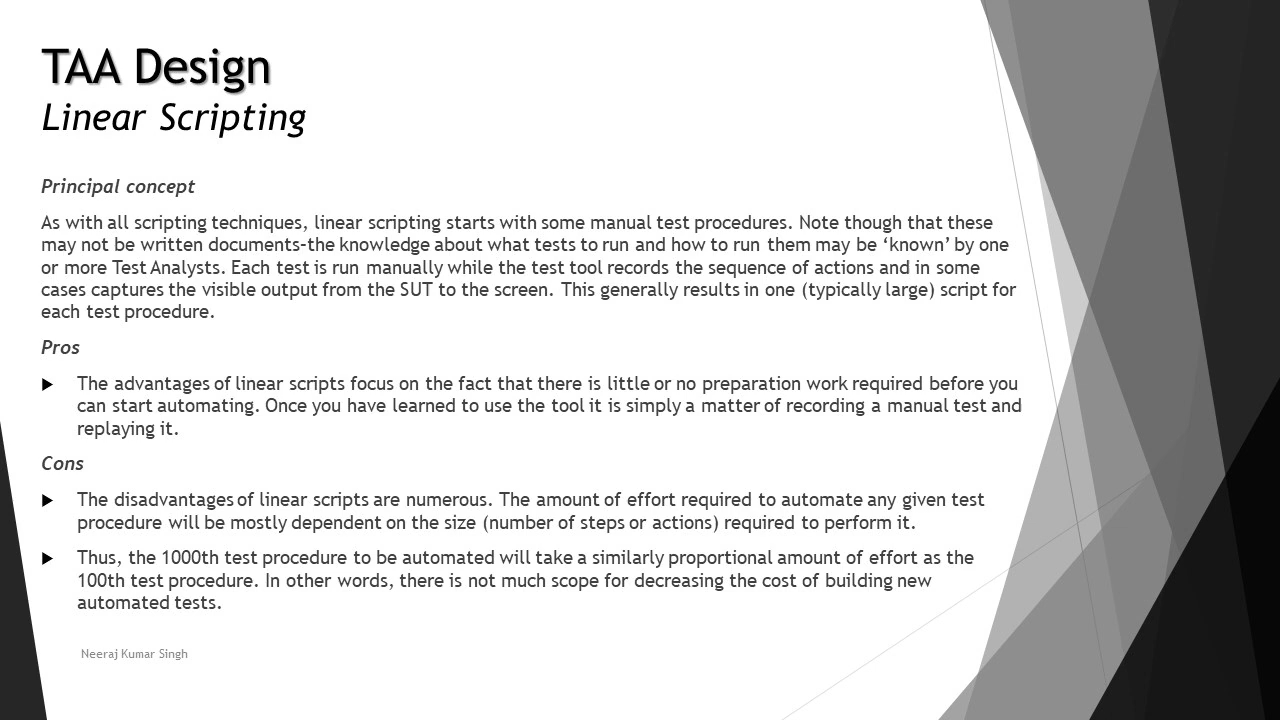 TAA Design
Linear Scripting
Principal concept
As with all scripting techniques, linear scripting starts with some manual test procedures. Note though that these
may not be written documents–the knowledge about what tests to run and how to run them may be ‘known’ by one
or more Test Analysts. Each test is run manually while the test tool records the sequence of actions and in some
cases captures the visible output from the SUT to the screen. This generally results in one (typically large) script for
each test procedure.
Pros
The advantages of linear scripts focus on the fact that there is little or no preparation work required before you
can start automating. Once you have learned to use the tool it is simply a matter of recording a manual test and
replaying it.
Cons
The disadvantages of linear scripts are numerous. The amount of effort required to automate any given test
procedure will be mostly dependent on the size (number of steps or actions) required to perform it.
Thus, the 1000th test procedure to be automated will take a similarly proportional amount of effort as the
100th test procedure. In other words, there is not much scope for decreasing the cost of building new
automated tests.
Neeraj Kumar Singh